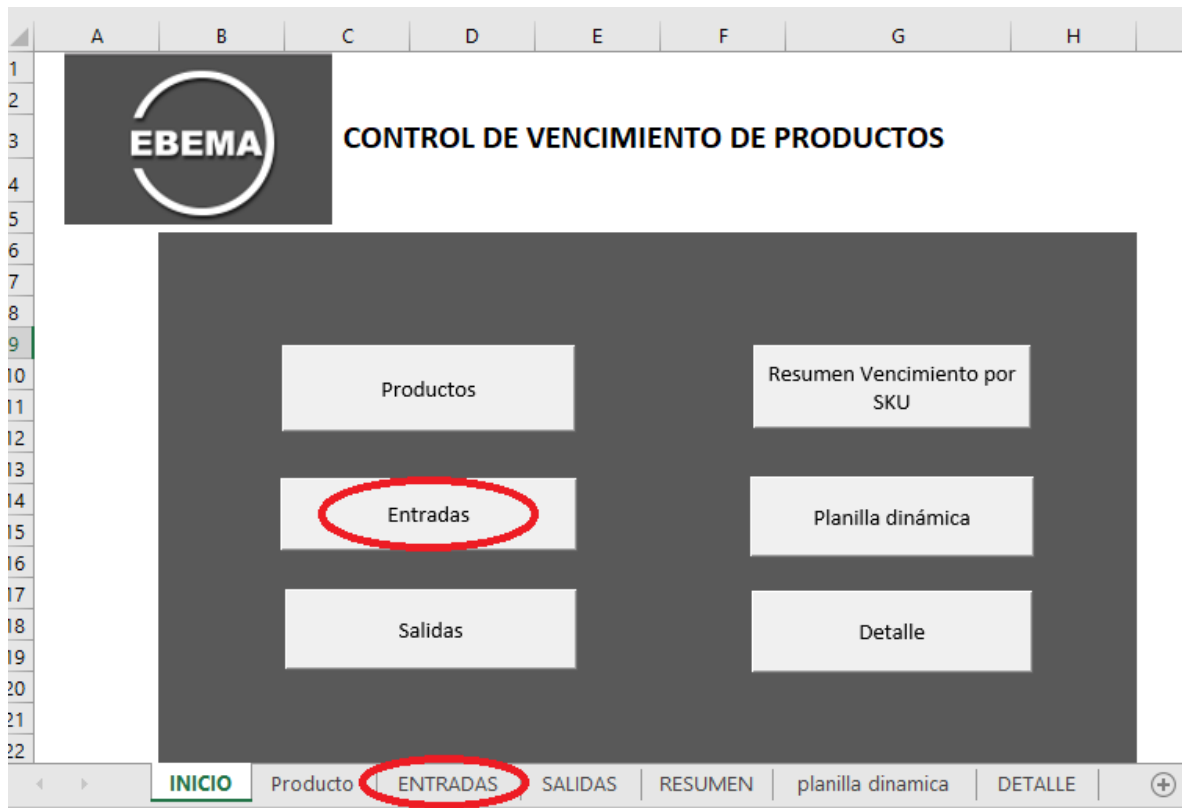 A B C D E F G H
1
2
3
4
5
6
7
8
9
10
11
12
13
14
15
16
17
18
19
20
21
22
EBEMA
CONTROL DE VENCIMIENTO DE PRODUCTOS
Productos
Resumen Vencimiento por
SKU
Entradas
Planilla dinámica
Salidas
Detalle
INICIO Producto ENTRADAS SALIDAS RESUMEN planilla dinamica DETALLE